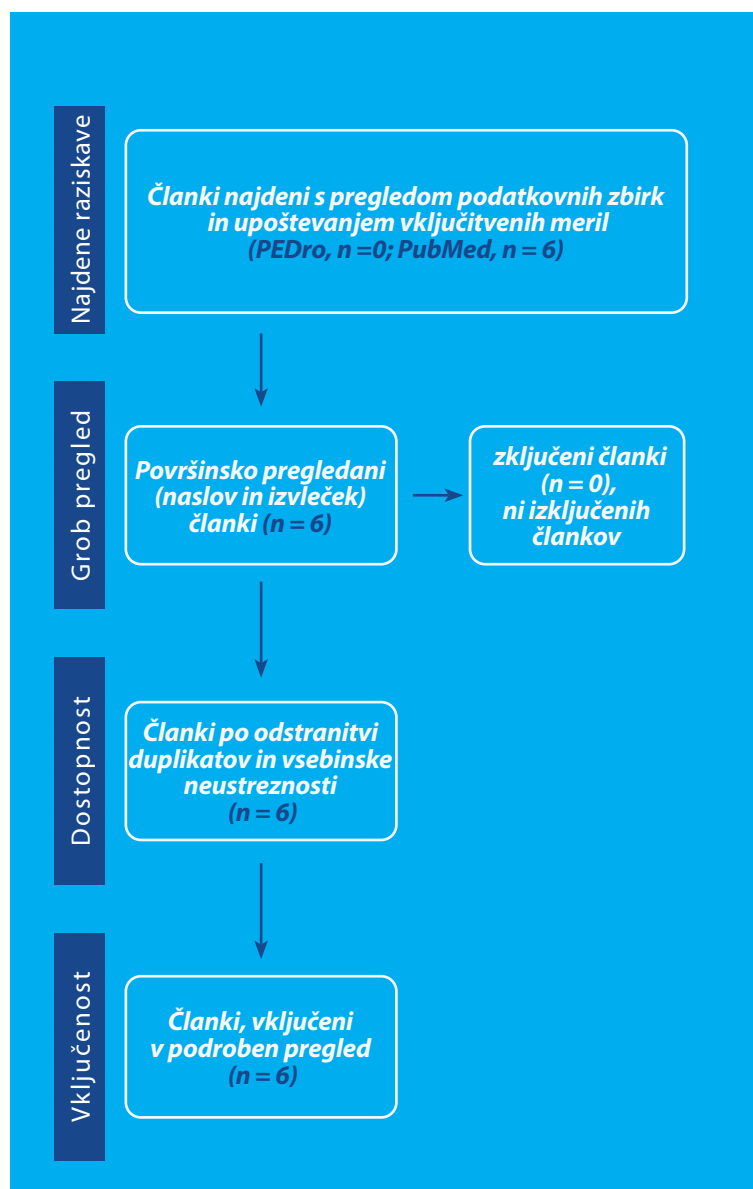 Najdene raziskave
Članki najdeni s pregledom podatkovnih zbirk
in upoštevanjem vključitvenih meril
(PEDro, n =0; PubMed, n = 6)
Grob pregled
Površinsko pregledani
(naslov in izvleček)
članki (n = 6)
zključeni članki
(n = 0),
ni izključenih
člankov
Dostopnost
Članki po odstranitvi
duplikatov in vsebinske
neustreznosti
(n = 6)
Vključenost
Članki, vključeni
v podroben pregled
(n = 6)